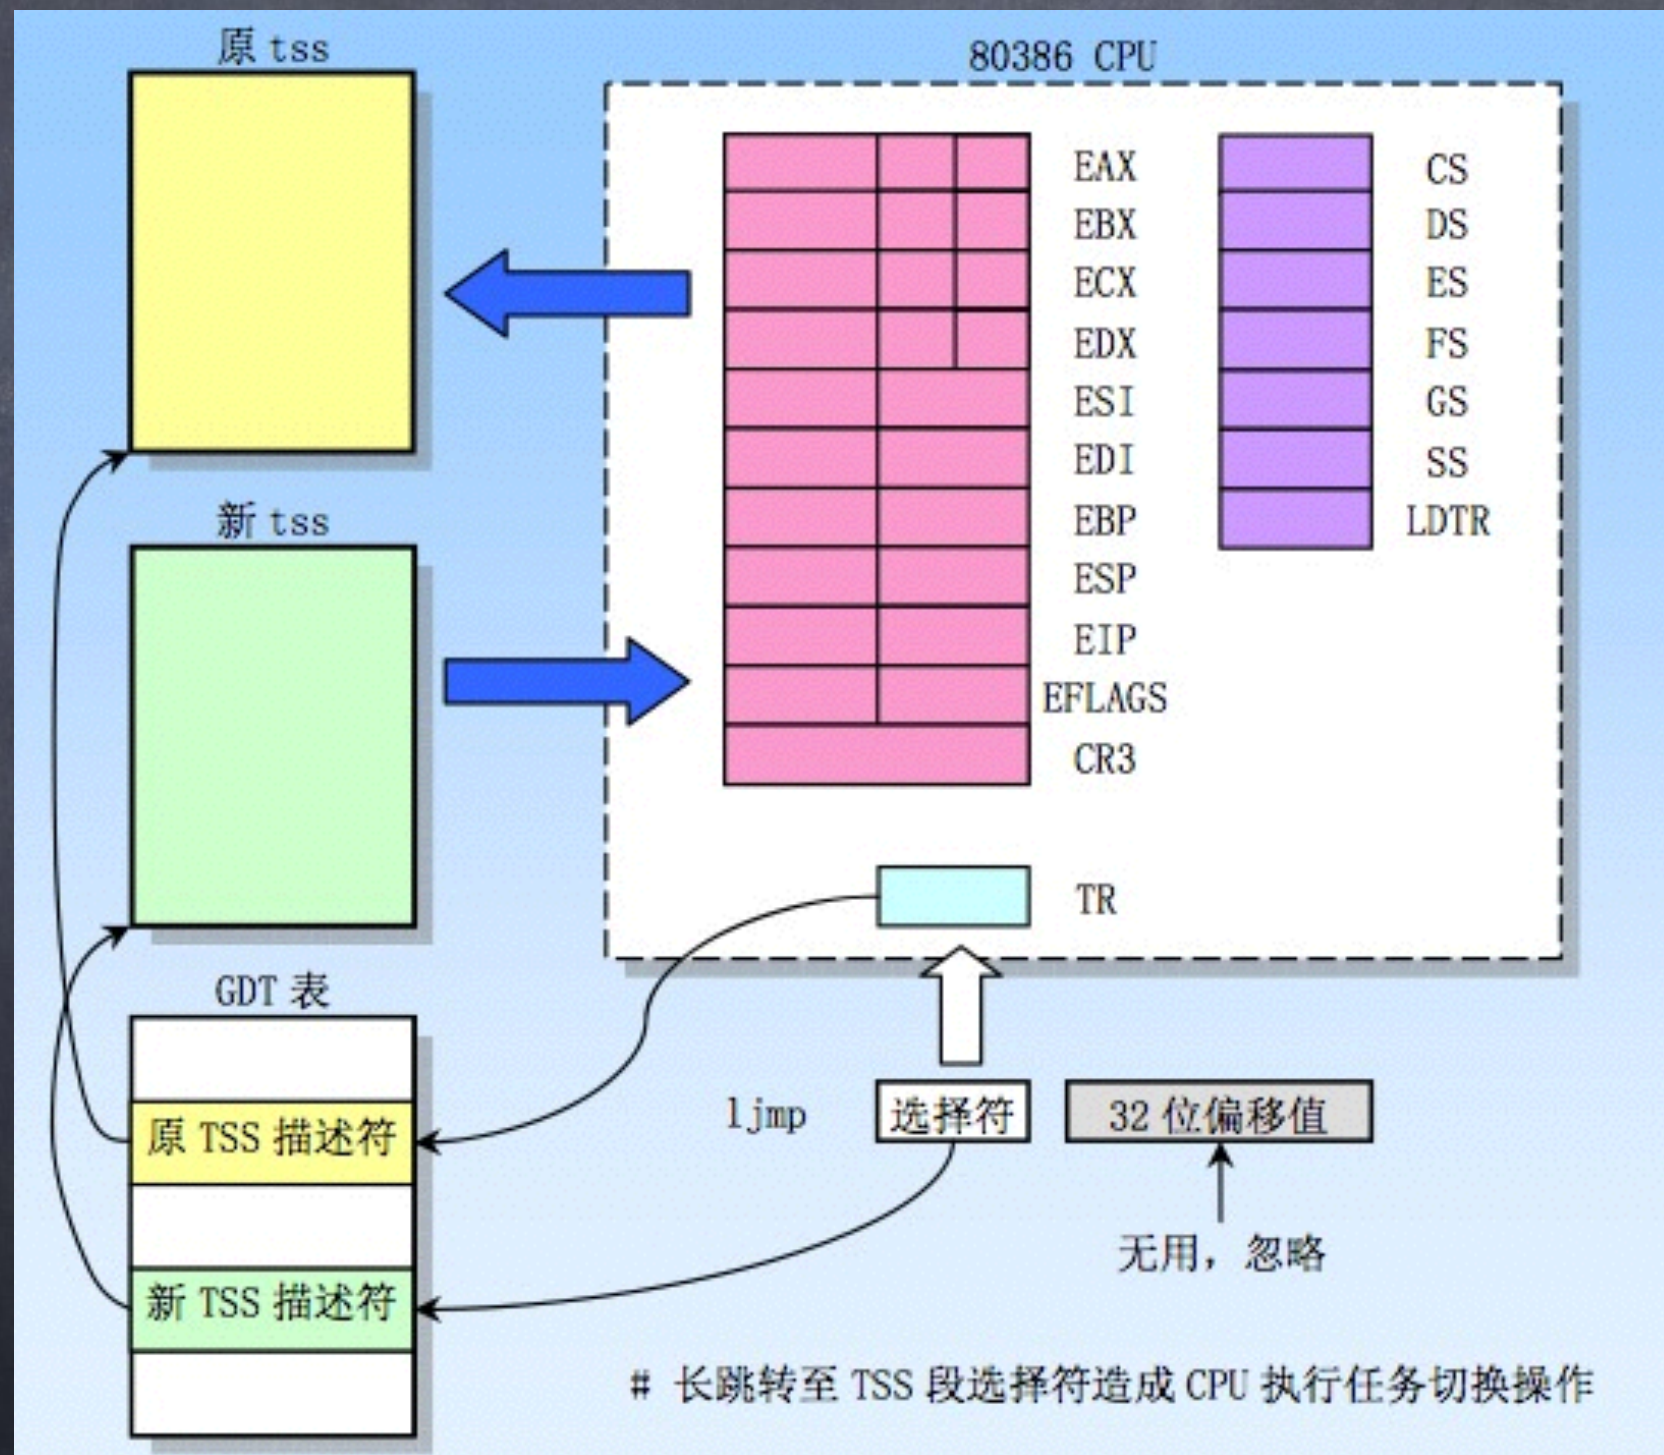 原 tss
80386 CPU
EAX
EBX
ECX
EDX
ESI
EDI
EBP
ESP
EIP
EFLAGS
CR3
CS
DS
ES
FS
GS
SS
LDTR
新 tss
TR
GDT 表
原 TSS 描述符
新 TSS 描述符
ljmp
选择符
32 位偏移值
无用，忽略
# 长跳转至 TSS 段选择符造成 CPU 执行任务切换操作